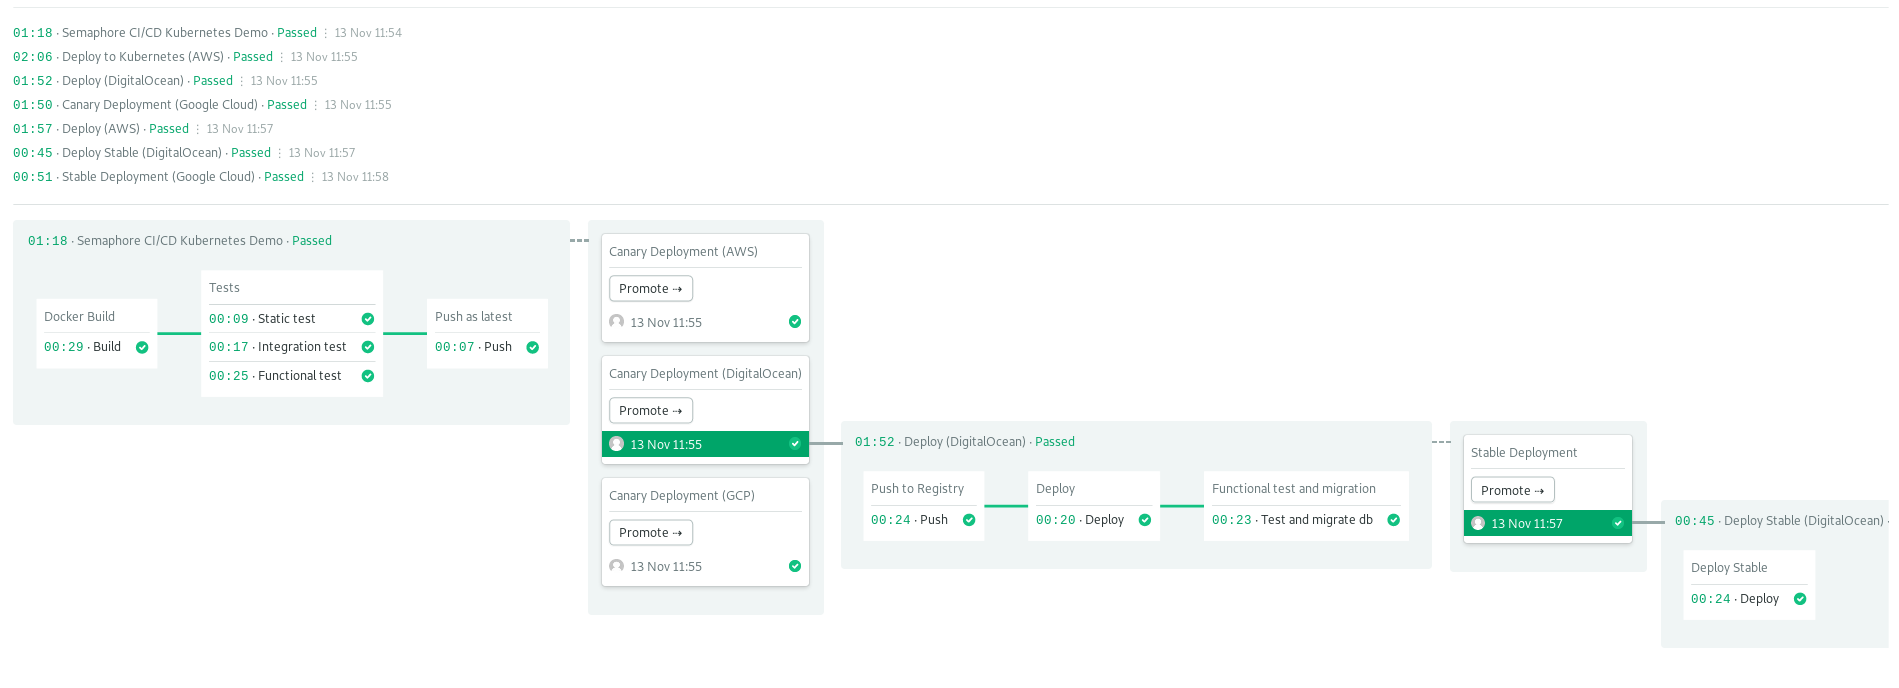 01:18 · Semaphore CI/CD Kubernetes Demo · Passed ⋮ 13 Nov 11:54
02:06 · Deploy to Kubernetes (AWS) · Passed ⋮ 13 Nov 11:55
01:52 · Deploy (DigitalOcean) · Passed ⋮ 13 Nov 11:55
01:50 · Canary Deployment (Google Cloud) · Passed ⋮ 13 Nov 11:55
01:57 · Deploy (AWS) · Passed ⋮ 13 Nov 11:57
00:45 · Deploy Stable (DigitalOcean) · Passed ⋮ 13 Nov 11:57
00:51 · Stable Deployment (Google Cloud) · Passed ⋮ 13 Nov 11:58
01:18 · Semaphore CI/CD Kubernetes Demo · Passed
Docker Build
00:29 · Build
Tests
00:09 · Static test
00:17 · Integration test
00:25 · Functional test
Push as latest
00:07 · Push
Canary Deployment (AWS)
Promote ⇢
13 Nov 11:55
Canary Deployment (DigitalOcean)
Promote ⇢
13 Nov 11:55
Canary Deployment (GCP)
Promote ⇢
13 Nov 11:55
01:52 · Deploy (DigitalOcean) · Passed
Push to Registry
00:24 · Push
Deploy
00:20 · Deploy
Functional test and migration
00:23 · Test and migrate db
Stable Deployment
Promote ⇢
13 Nov 11:57
00:45 · Deploy Stable (DigitalOcean) ·
Deploy Stable
00:24 · Deploy